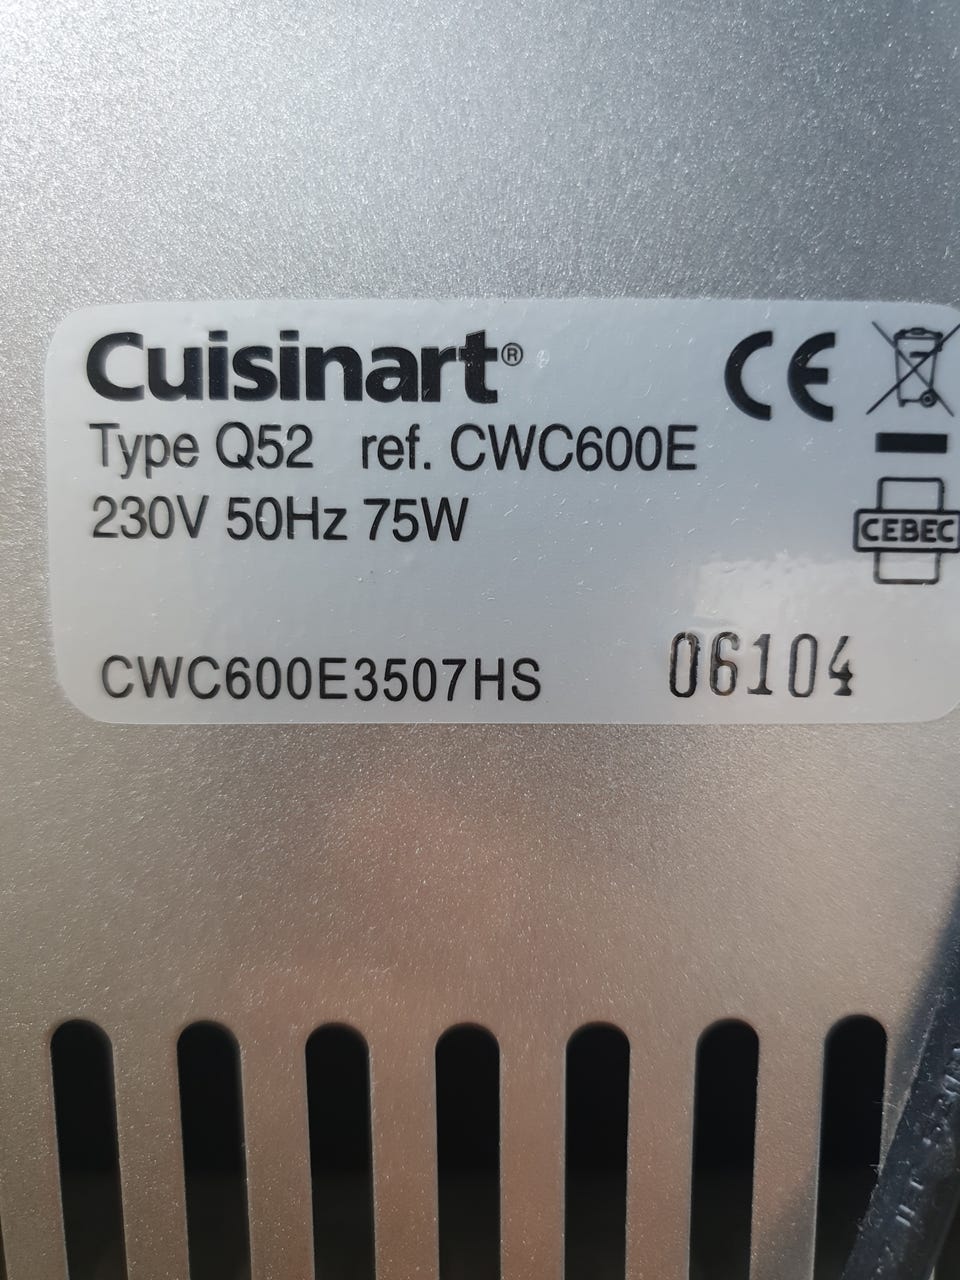 Cuisinart®
CE
Type Q52 ref. CWC600E
230V 50Hz 75W
CEBEC
CWC600E3507HS 06104